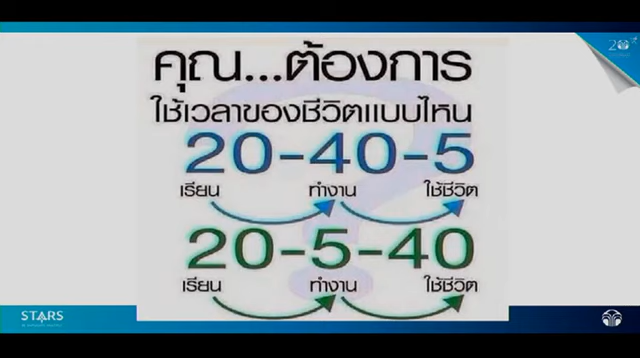 คุณ...ต้องการ
ใช้เวลาของชีวิตแบบไหน
20-40-5
เรียน ทำงาน ใช้ชีวิต
20-5-40
เรียน ทำงาน ใช้ชีวิต
STARS
20